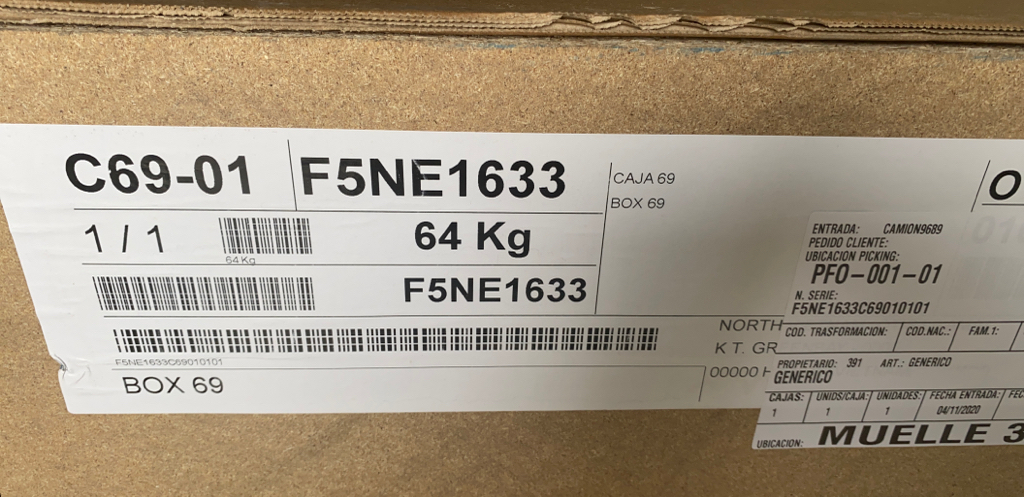 C69-01 F5NE1633
CAJA 69
BOX 69
1 / 1 64 Kg
64 Kg
F5NE1633
F5NE1633C69010101
BOX 69
NORTH
K T. GR
00000 H
O
ENTRADA: CAMION9689
PEDIDO CLIENTE:
UBICACION PICKING:
PFO-001-01
N. SERIE:
F5NE1633C69010101
COD. TRASFORMACION: COD.NAC.: FAM.1:
PROPIETARIO: 391 ART.: GENERICO
GENERICO
CAJAS: UNIDS/CAJA: UNIDADES: FECHA ENTRADA: FEC
1 1 1 04/11/2020
UBICACION: MUELLE 3